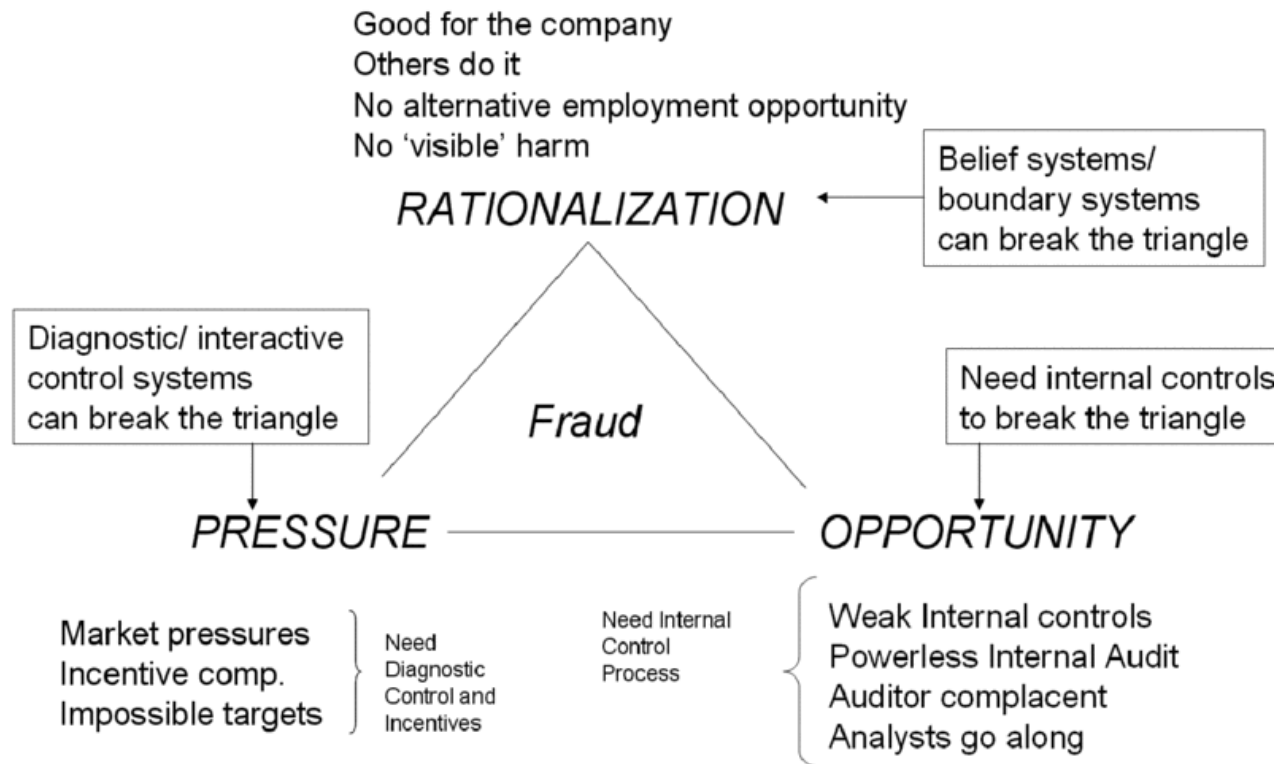 Good for the company
Others do it
No alternative employment opportunity
No ‘visible’ harm
RATIONALIZATION
Belief systems/
boundary systems
can break the triangle
Diagnostic/ interactive
control systems
can break the triangle
Need internal controls
to break the triangle
Fraud
PRESSURE
OPPORTUNITY
Market pressures
Incentive comp.
Impossible targets
Need
Diagnostic
Control and
Incentives
Need Internal
Control
Process
Weak Internal controls
Powerless Internal Audit
Auditor complacent
Analysts go along